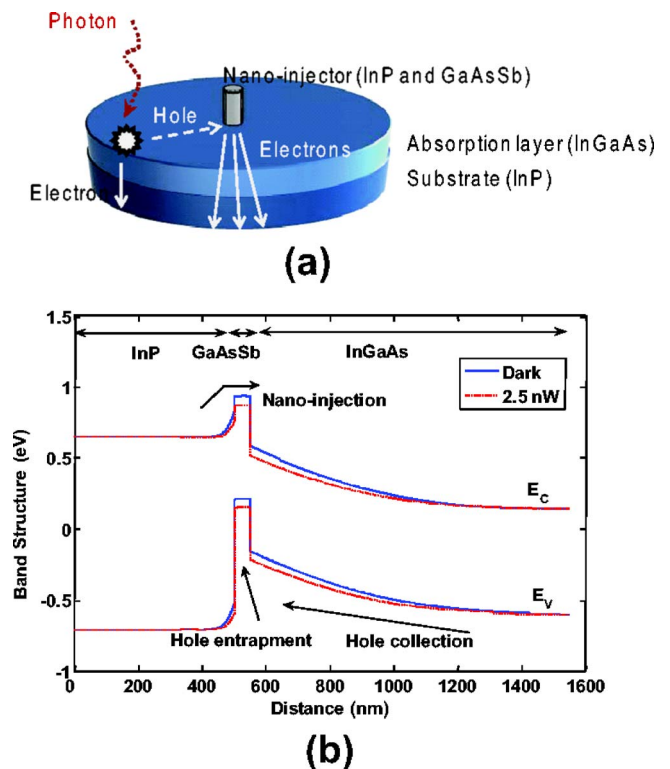 Photon
Nano-injector (InP and GaAsSb)
Hole
Electrons
Absorption layer (InGaAs)
Substrate (InP)
Electron
(a)
1.5
InP
GaAsSb
InGaAs
Dark
2.5 nW
1
Nano-injection
Band Structure (eV)
0.5
E_C
0
-0.5
E_V
Hole entrapment
Hole collection
-1
0
200
400
600
800
1000
1200
1400
1600
Distance (nm)
(b)